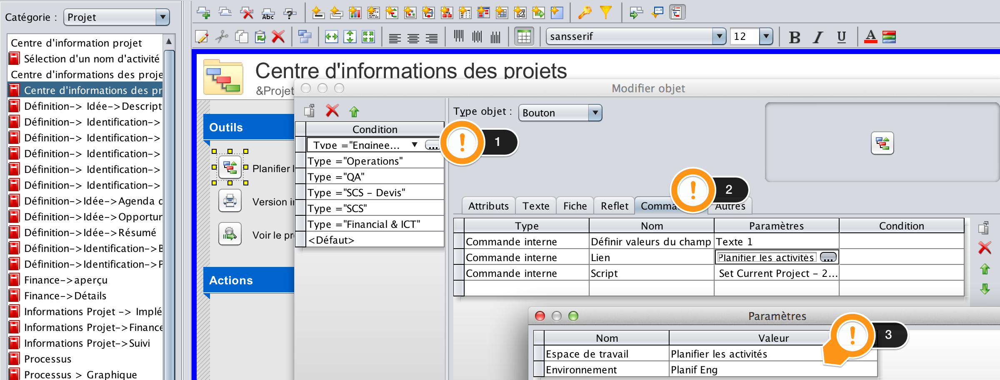 Catégorie :
Projet
Centre d'information projet
Sélection d'un nom d'activité
Centre d'informations des proje
Centre d'informations des pr
Définition-> Idée->Descript
Définition-> Identification->
Définition-> Identification->
Définition-> Identification->
Définition-> Identification->
Définition-> Identification->
Définition->Idée->Agenda d
Définition->Idée->Opportur
Définition->Idée->Résumé
Définition->Identification->B
Définition->Identification->P
Finance->aperçu
Finance->Détails
Informations Projet -> Implé
Informations Projet->Finance
Informations Projet->Suivi
Processus
Processus > Graphique
Abc
?
sansserif
12
B I U A
Centre d'informations des projets
&Projet
Outils
Planifier l
Version i
Voir le pr
Actions
Modifier objet
Condition
Type ="Enginee...
...
Type ="Operations"
Type ="QA"
Type ="SCS - Devis"
Type ="SCS"
Type ="Financial & ICT"
<Défaut>
Type objet :
Bouton
! 1
! 2
Attributs Texte Fiche Reflet Comma Autres
Type Nom Paramètres Condition
Commande interne Définir valeurs du champ Texte 1
Commande interne Lien Planifier les activités ...
Commande interne Script Set Current Project - 2...
Paramètres
! 3
Nom Valeur
Espace de travail Planifier les activités
Environnement Planif Eng